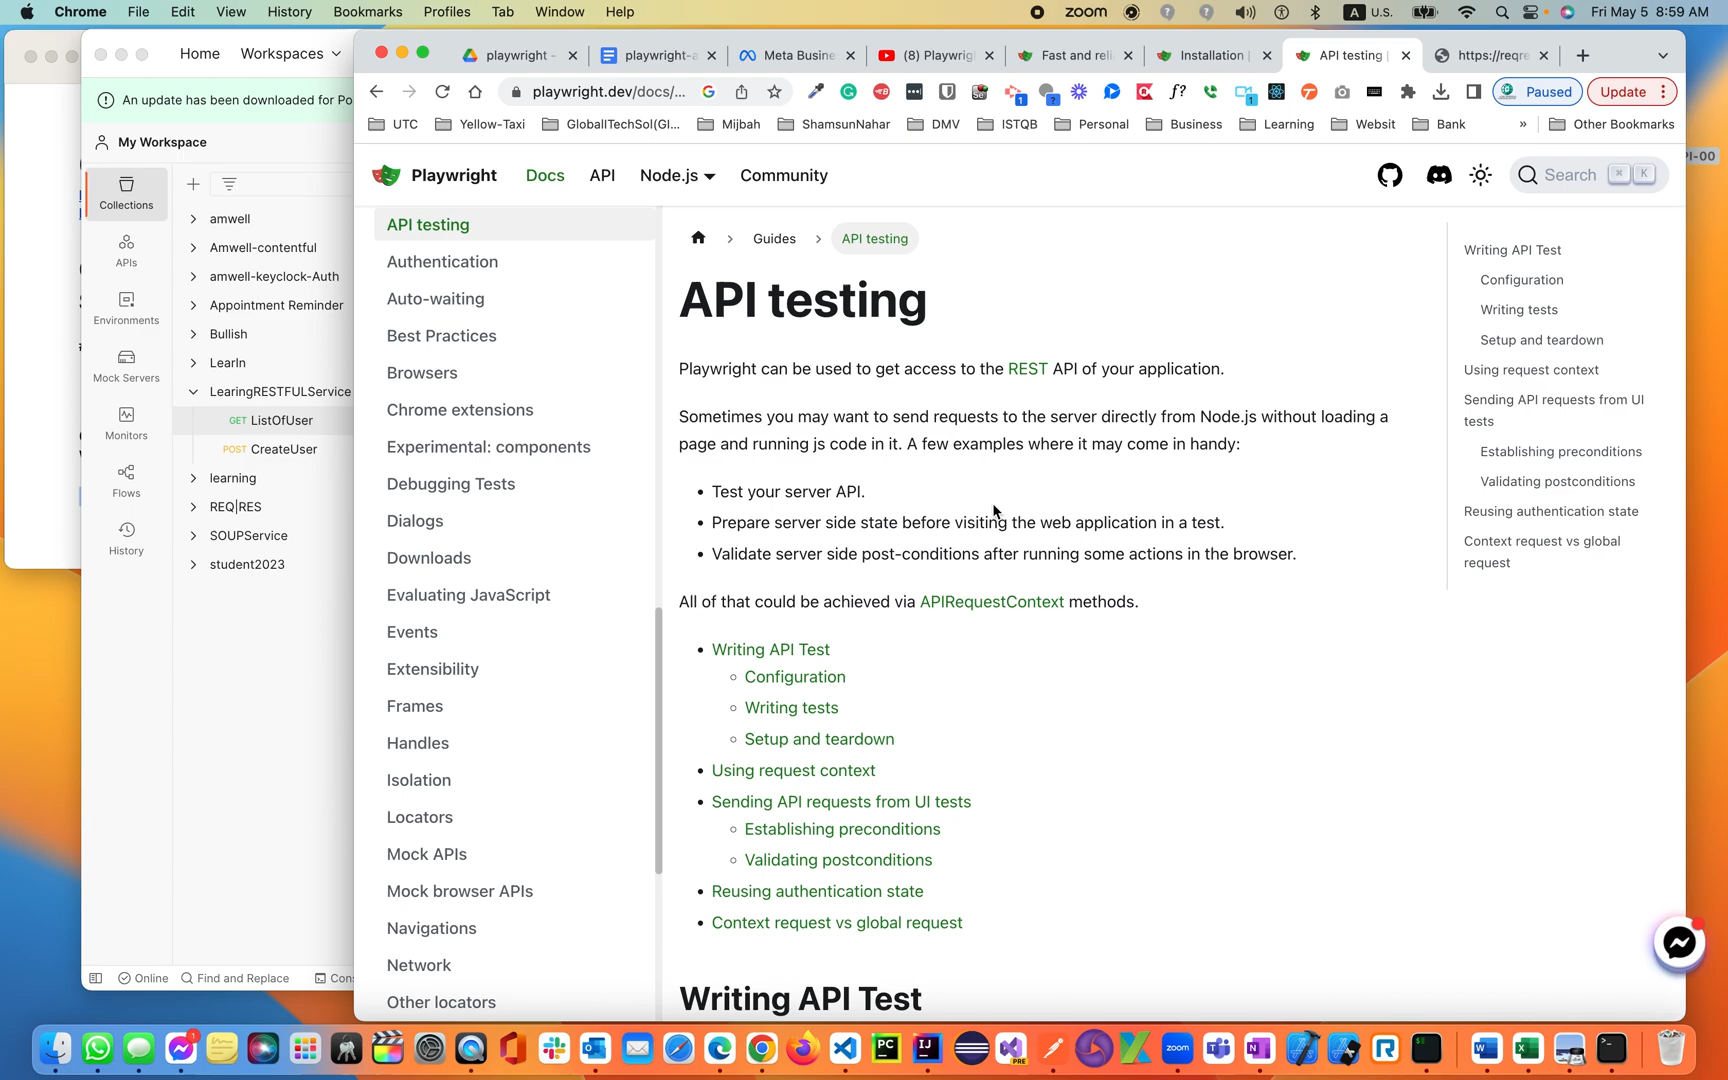 Chrome File Edit View History Bookmarks Profiles Tab Window Help
zoom A U.S. Fri May 5 8:59 AM
Home Workspaces
playwright - playwright-a Meta Busine (8) Playwrig Fast and reli Installation | API testing | https://reqre
playwright.dev/docs/... Paused Update
An update has been downloaded for Po
UTC Yellow-Taxi GloballTechSol(Gl... Mijbah ShamsunNahar DMV ISTQB Personal Business Learning Websit Bank » Other Bookmarks
My Workspace
PI-00
Playwright Docs API Node.js Community Search ⌘ K
Collections
APIs
Environments
Mock Servers
Monitors
Flows
History
amwell
Amwell-contentful
amwell-keyclock-Auth
Appointment Reminder
Bullish
LearIn
LearingRESTFULService
GET ListOfUser
POST CreateUser
learning
REQ|RES
SOUPService
student2023
Online Find and Replace Cons
API testing
Authentication
Auto-waiting
Best Practices
Browsers
Chrome extensions
Experimental: components
Debugging Tests
Dialogs
Downloads
Evaluating JavaScript
Events
Extensibility
Frames
Handles
Isolation
Locators
Mock APIs
Mock browser APIs
Navigations
Network
Other locators
Guides API testing
API testing
Playwright can be used to get access to the REST API of your application.
Sometimes you may want to send requests to the server directly from Node.js without loading a
page and running js code in it. A few examples where it may come in handy:
• Test your server API.
• Prepare server side state before visiting the web application in a test.
• Validate server side post-conditions after running some actions in the browser.
All of that could be achieved via APIRequestContext methods.
• Writing API Test
Configuration
Writing tests
Setup and teardown
• Using request context
• Sending API requests from UI tests
Establishing preconditions
Validating postconditions
• Reusing authentication state
• Context request vs global request
Writing API Test
Writing API Test
Configuration
Writing tests
Setup and teardown
Using request context
Sending API requests from UI
tests
Establishing preconditions
Validating postconditions
Reusing authentication state
Context request vs global
request